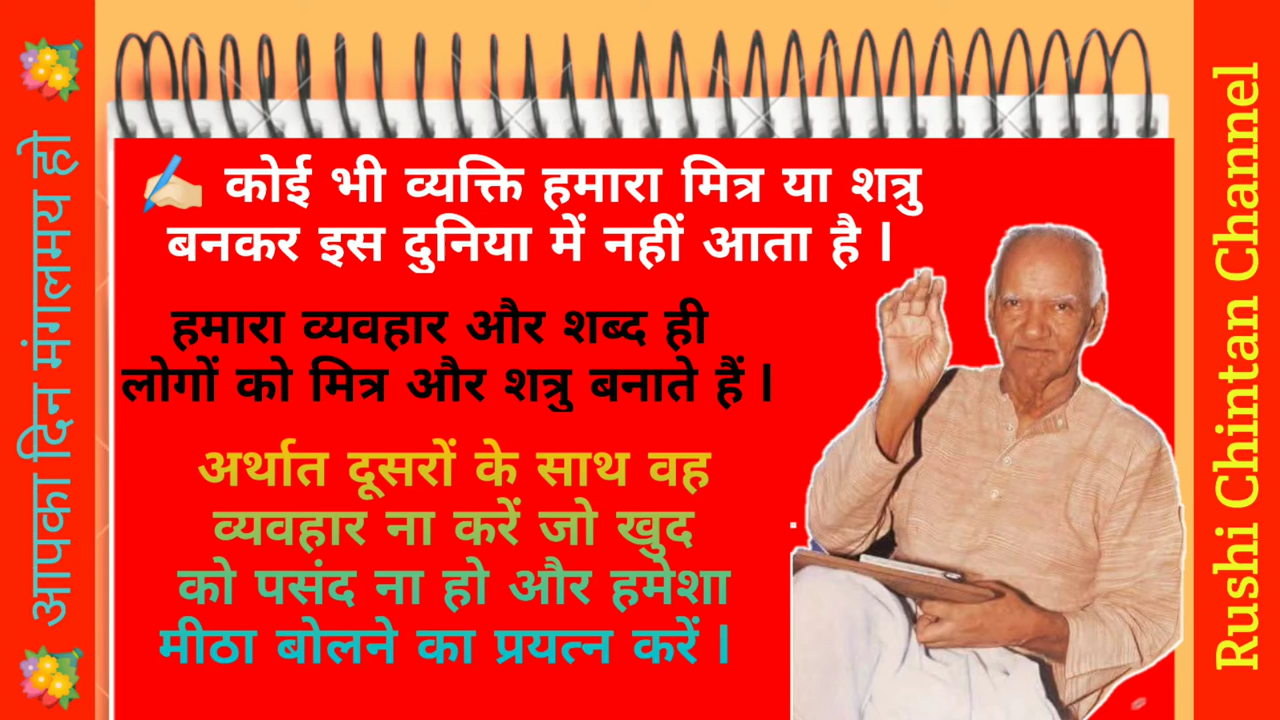 आपका दिन मंगलमय हो
कोई भी व्यक्ति हमारा मित्र या शत्रु
बनकर इस दुनिया में नहीं आता है l
हमारा व्यवहार और शब्द ही
लोगों को मित्र और शत्रु बनाते हैं l
अर्थात दूसरों के साथ वह
व्यवहार ना करें जो खुद
को पसंद ना हो और हमेशा
मीठा बोलने का प्रयत्न करें l
Rushi Chintan Channel